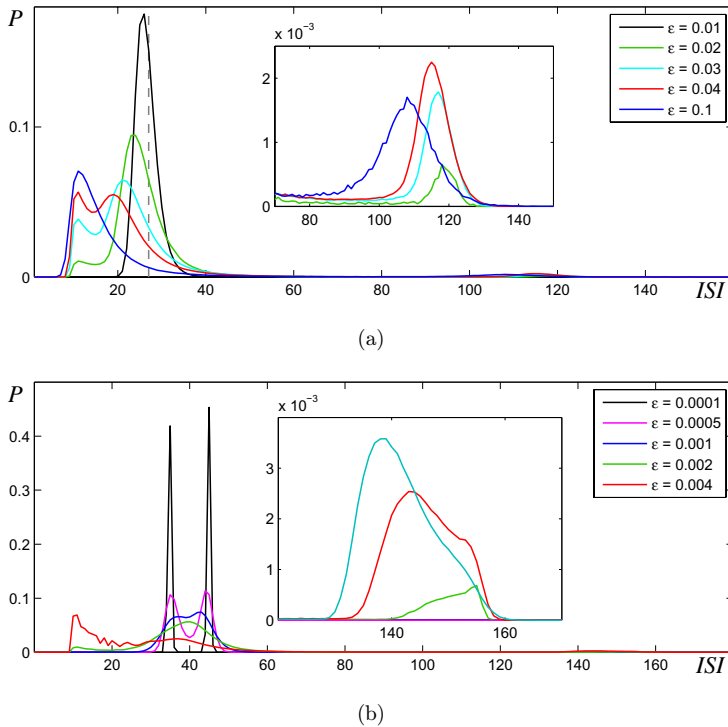 P
× 10⁻³
2
1
0
80
100
120
140
ε = 0.01
ε = 0.02
ε = 0.03
ε = 0.04
ε = 0.1
0.1
0
20
40
60
80
100
120
140
ISI
(a)
P
× 10⁻³
3
2
1
0
140
160
ε = 0.0001
ε = 0.0005
ε = 0.001
ε = 0.002
ε = 0.004
0.4
0.3
0.2
0.1
0
20
40
60
80
100
120
140
160
ISI
(b)